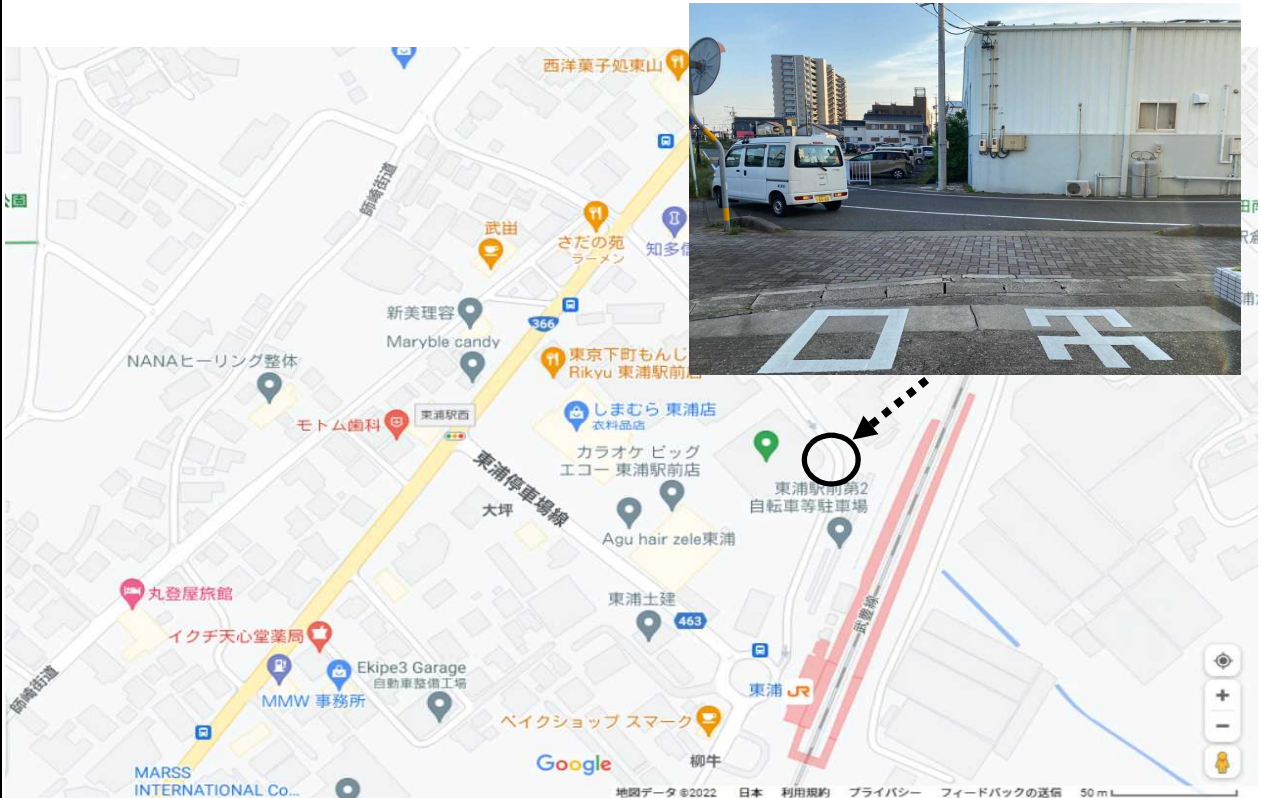 西洋菓子処東山
師崎街道
公園
武田
さだの苑
ラーメン
知多信
新美理容
366
Maryble candy
東京下町もんじ
Rikyu 東浦駅前店
NANAヒーリング整体
しまむら 東浦店
衣料品店
モトム歯科
東浦駅西
カラオケ ビッグ
エコー 東浦駅前店
東浦停車場線
東浦駅前第2
自転車等駐車場
大坪
Agu hair zele東浦
丸登屋旅館
東浦土建
463
武豊線
イクチ天心堂薬局
Ekipe3 Garage
自動車整備工場
師崎街道
MMW 事務所
東浦 JR
ベイクショップ スマーク
柳牛
Google
MARSS
INTERNATIONAL Co...
地図データ ©2022 日本 利用規約 プライバシー フィードバックの送信 50 m
出口